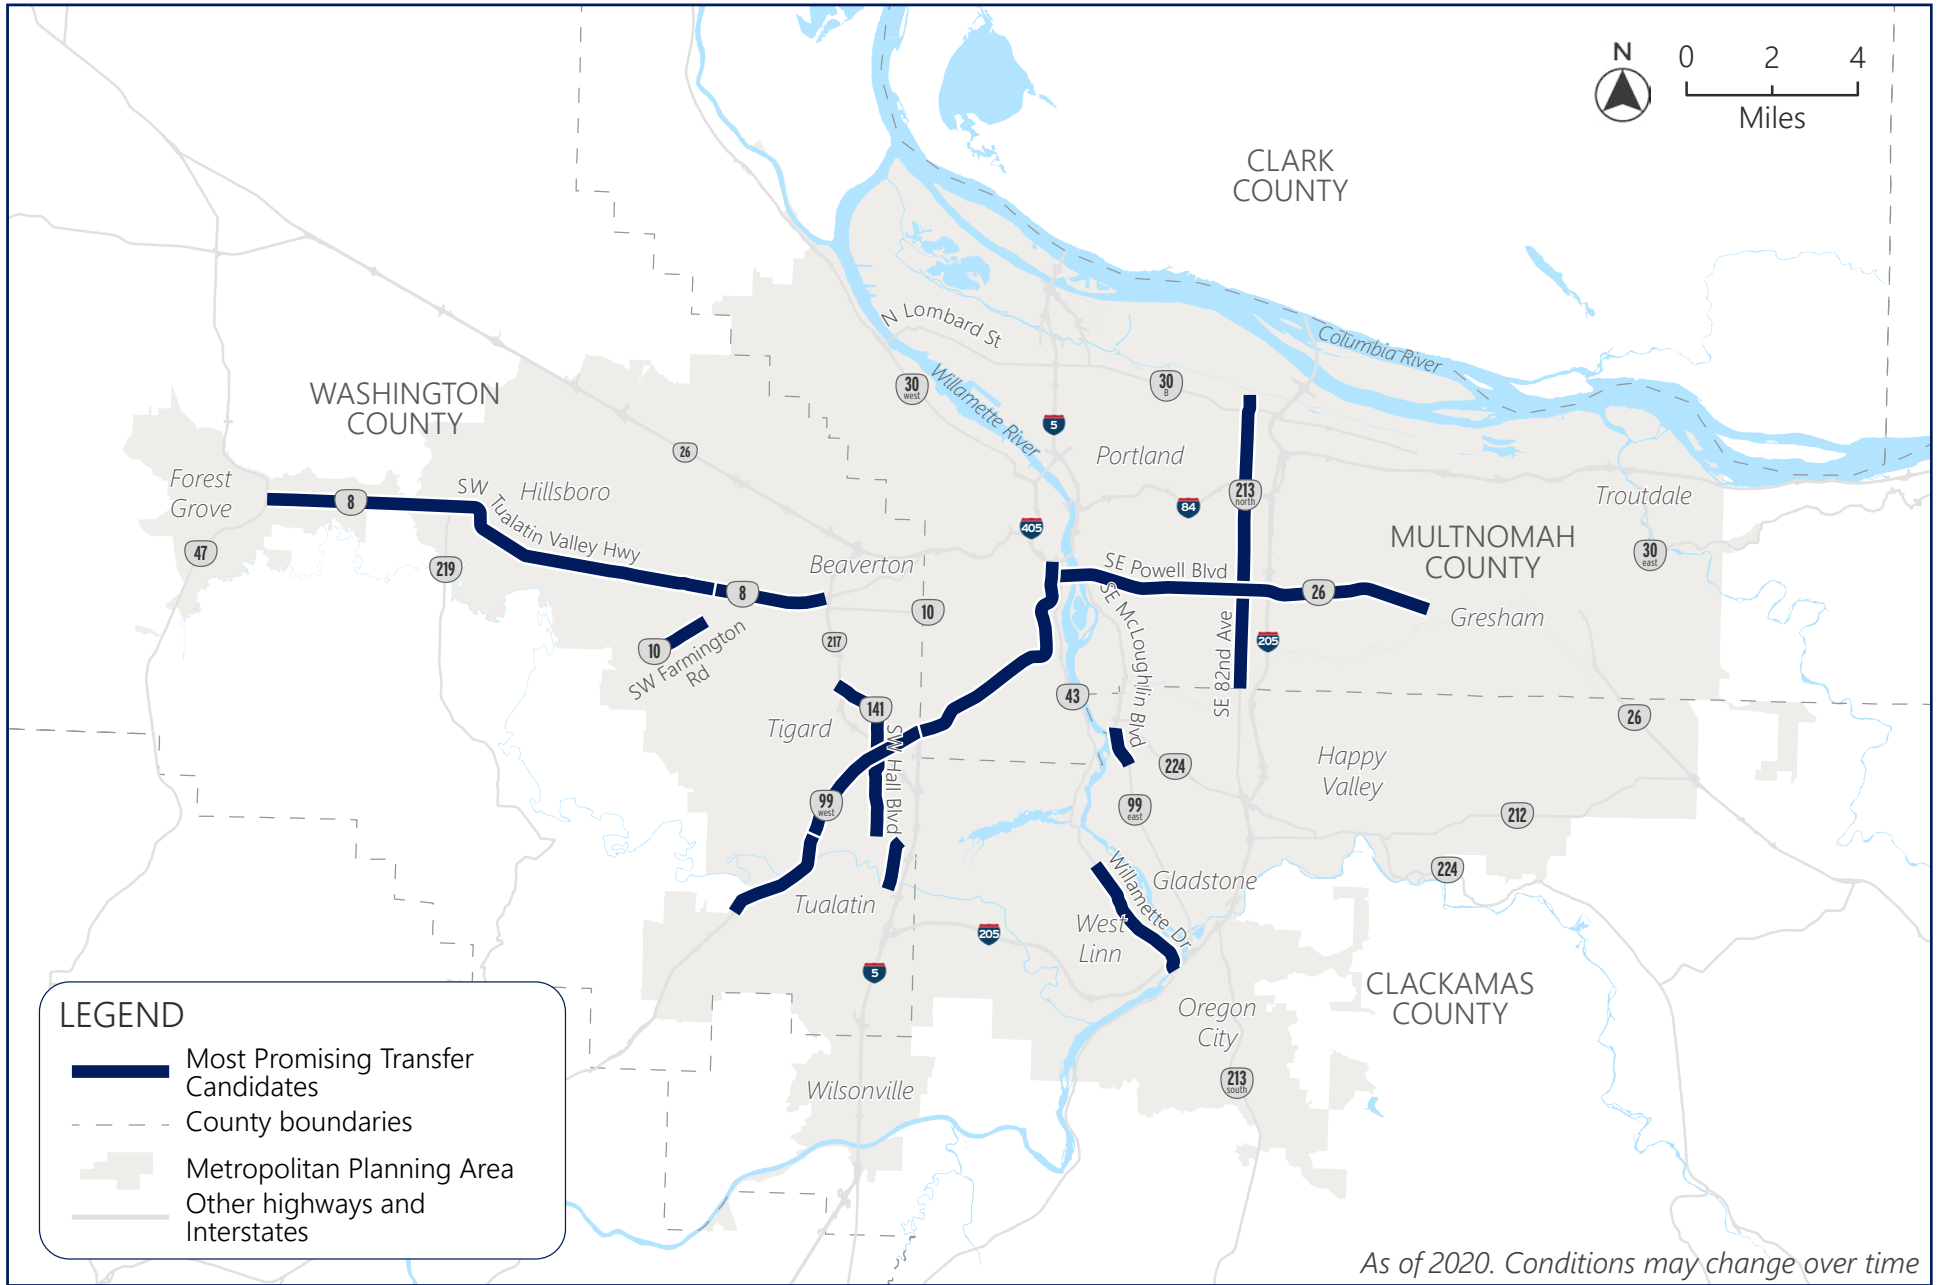 N
0 2 4
Miles
CLARK
COUNTY
Columbia River
N Lombard St
30
west
Willamette River
30
B
5
WASHINGTON
COUNTY
26
Portland
Forest
Grove
8
SW Tualatin Valley Hwy
Hillsboro
213
north
84
405
Troutdale
MULTNOMAH
COUNTY
30
east
47
219
Beaverton
SE Powell Blvd
8
10
26
Gresham
217
10
SW Farmington
Rd
SE McLoughlin Blvd
SE 82nd Ave
205
43
141
Tigard
SW Hall Blvd
26
224
Happy
Valley
99
west
99
east
212
224
Willamette Dr
Gladstone
Tualatin
West
Linn
205
5
CLACKAMAS
COUNTY
Oregon
City
213
south
Wilsonville
LEGEND
Most Promising Transfer
Candidates
County boundaries
Metropolitan Planning Area
Other highways and
Interstates
As of 2020. Conditions may change over time